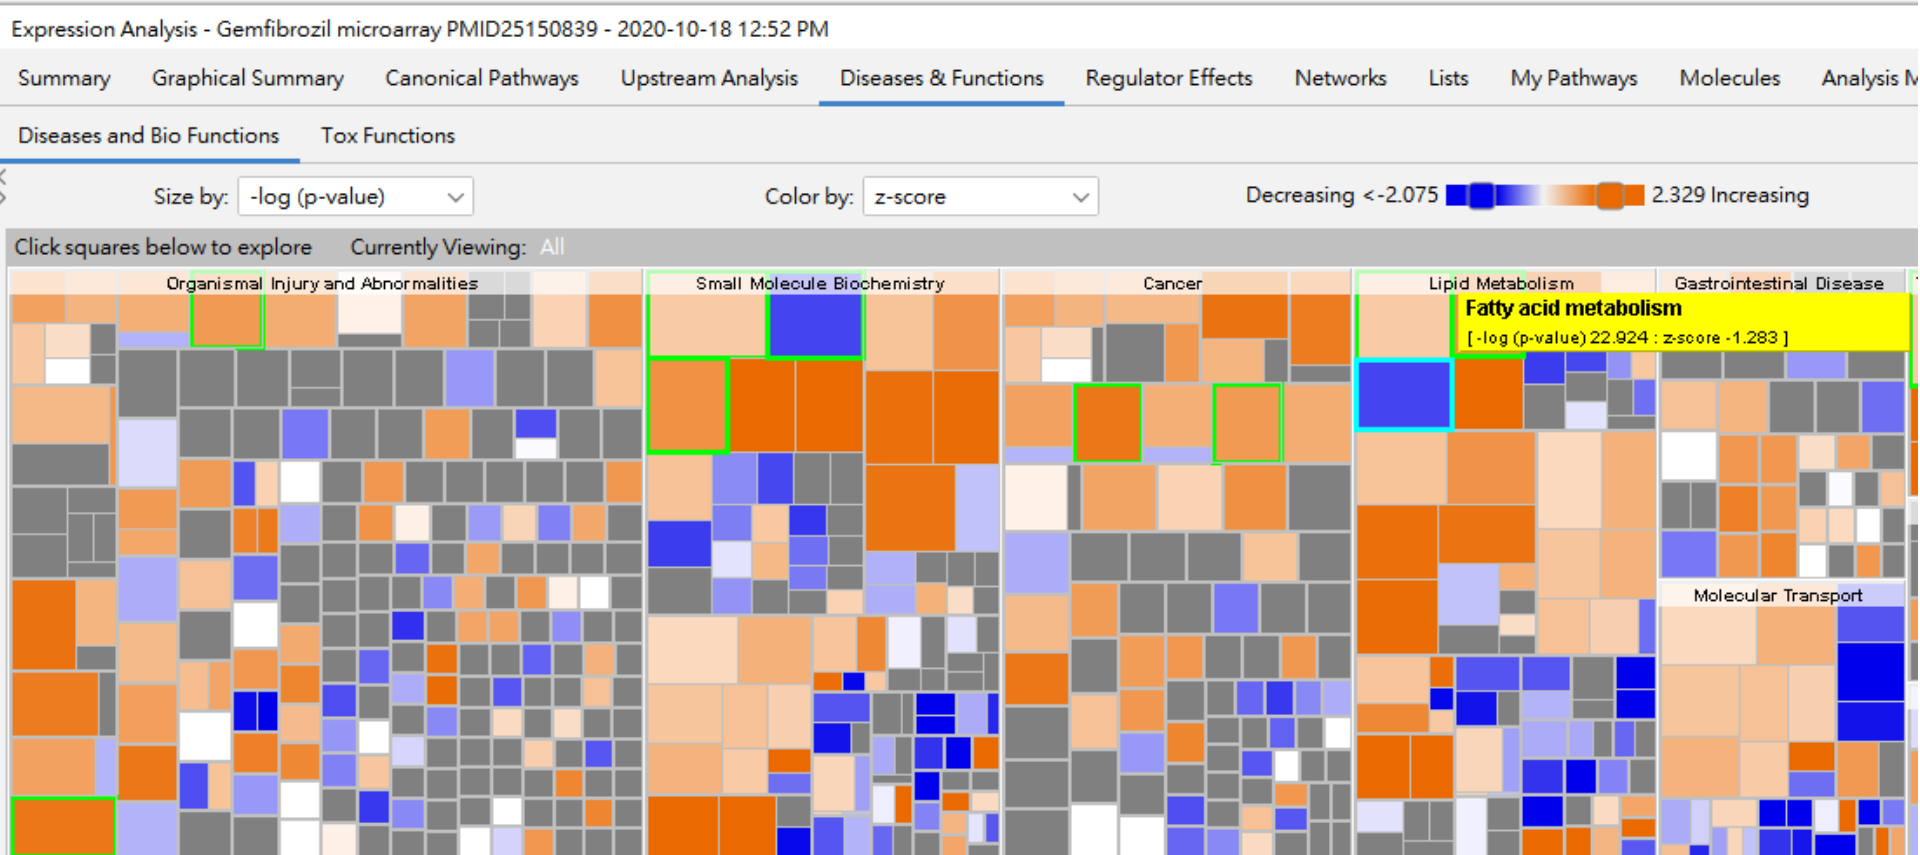 Expression Analysis - Gemfibrozil microarray PMID25150839 - 2020-10-18 12:52 PM
Summary Graphical Summary Canonical Pathways Upstream Analysis Diseases & Functions Regulator Effects Networks Lists My Pathways Molecules Analysis M
Diseases and Bio Functions Tox Functions
Size by: -log (p-value) Color by: z-score Decreasing <-2.075 2.329 Increasing
Click squares below to explore Currently Viewing: All
Organismal Injury and Abnormalities Small Molecule Biochemistry Cancer Lipid Metabolism Gastrointestinal Disease
Fatty acid metabolism
[ -log (p-value) 22.924 : z-score -1.283 ]
Molecular Transport